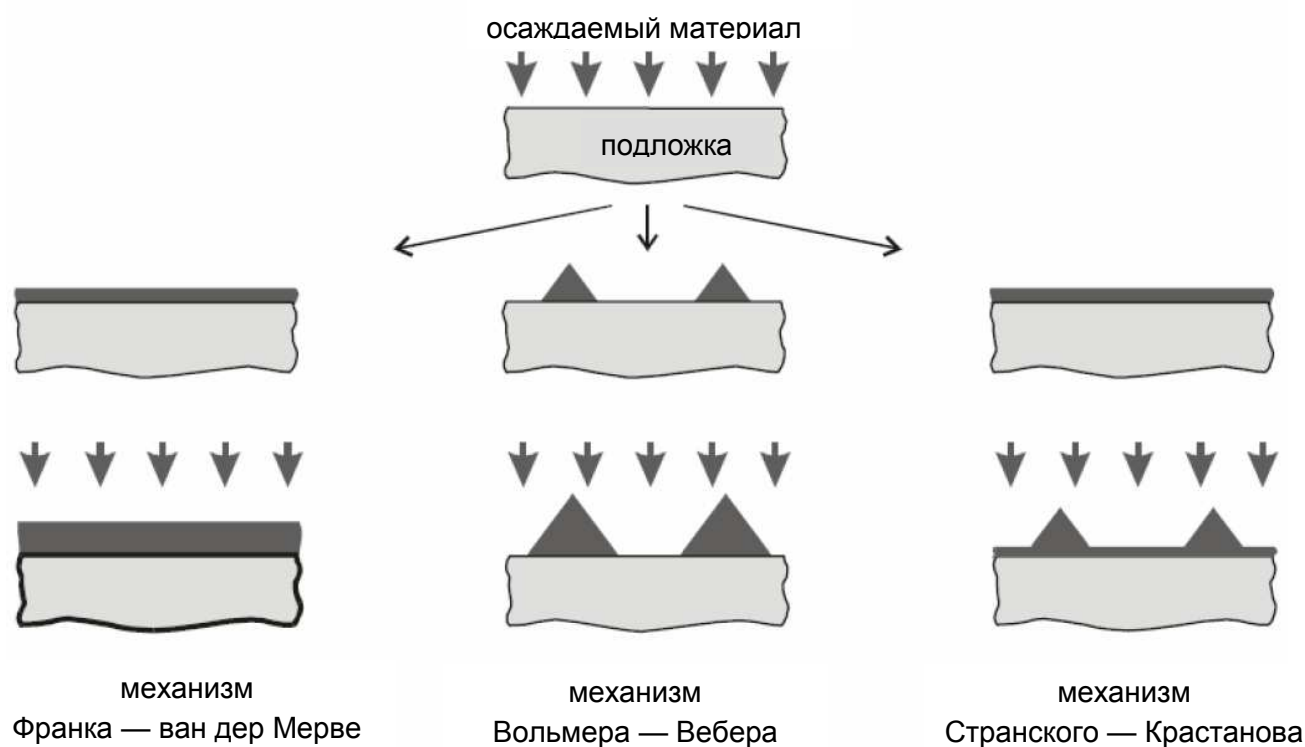 осаждаемый материал
подложка
механизм
Франка — ван дер Мерве
механизм
Вольмера — Вебера
механизм
Странского — Крастанова